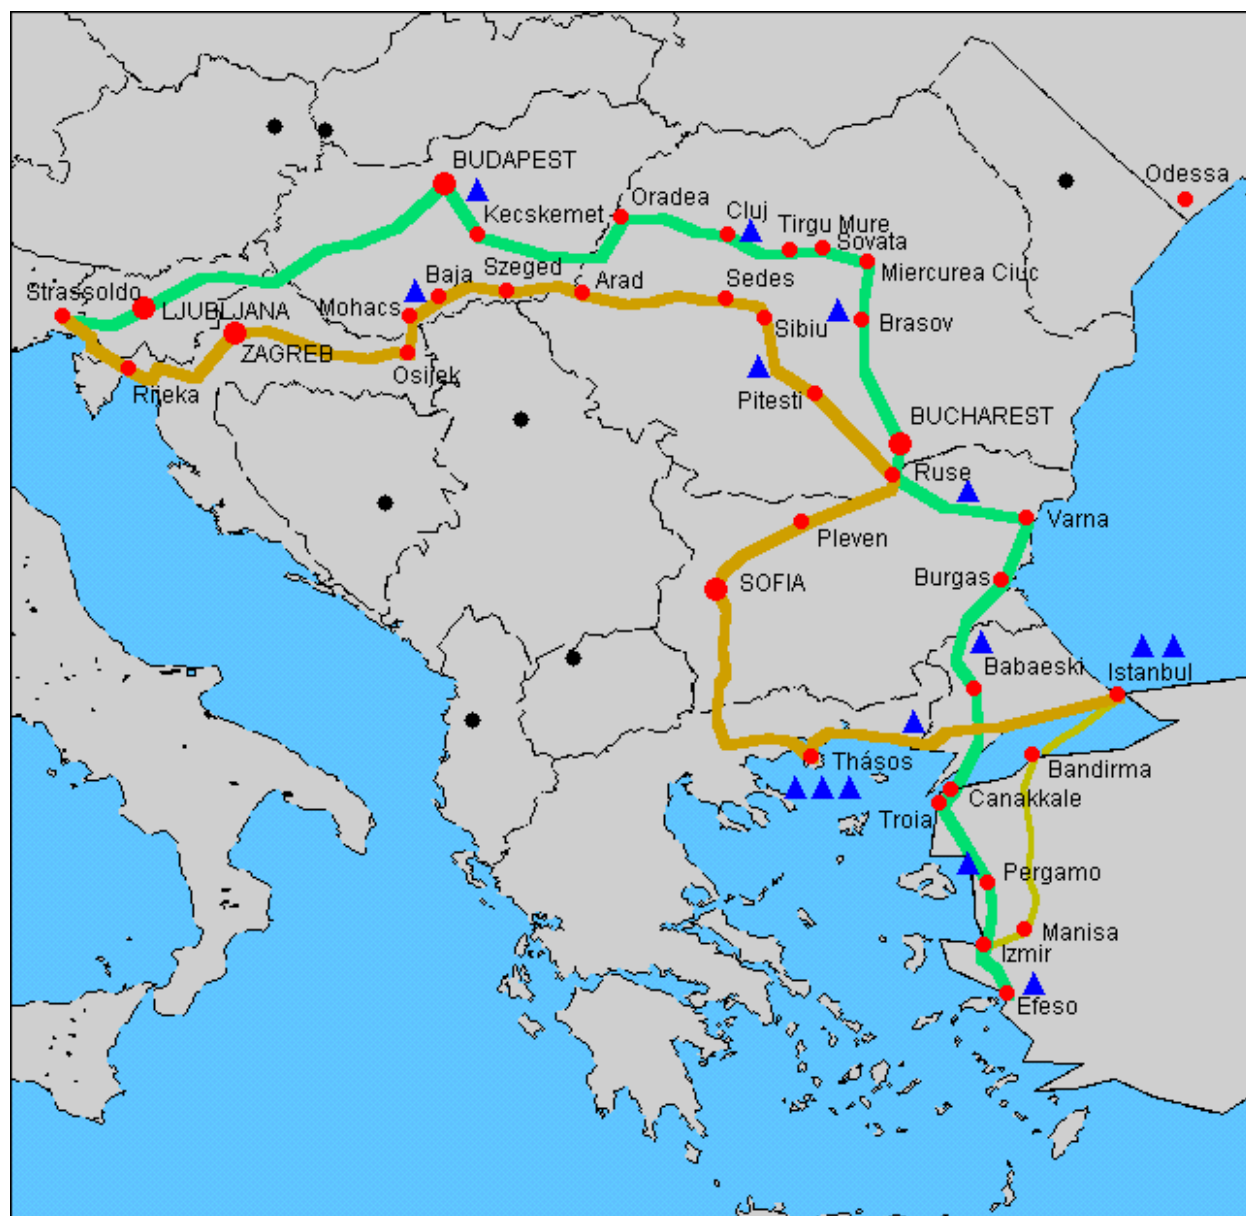 BUDAPEST
Odessa
Oradea
Kecskemet
Cluj
Tirgu Mure
Sovata
Miercurea Ciuc
Szeged
Baja
Arad
Sedes
Strassoldo
LJUBLJANA
Mohacs
Brasov
Sibiu
ZAGREB
Osijek
Rijeka
Pitesti
BUCHAREST
Ruse
Varna
Pleven
Burgas
SOFIA
Babaeski
Istanbul
Thásos
Bandirma
Canakkale
Troia
Pergamo
Manisa
Izmir
Efeso